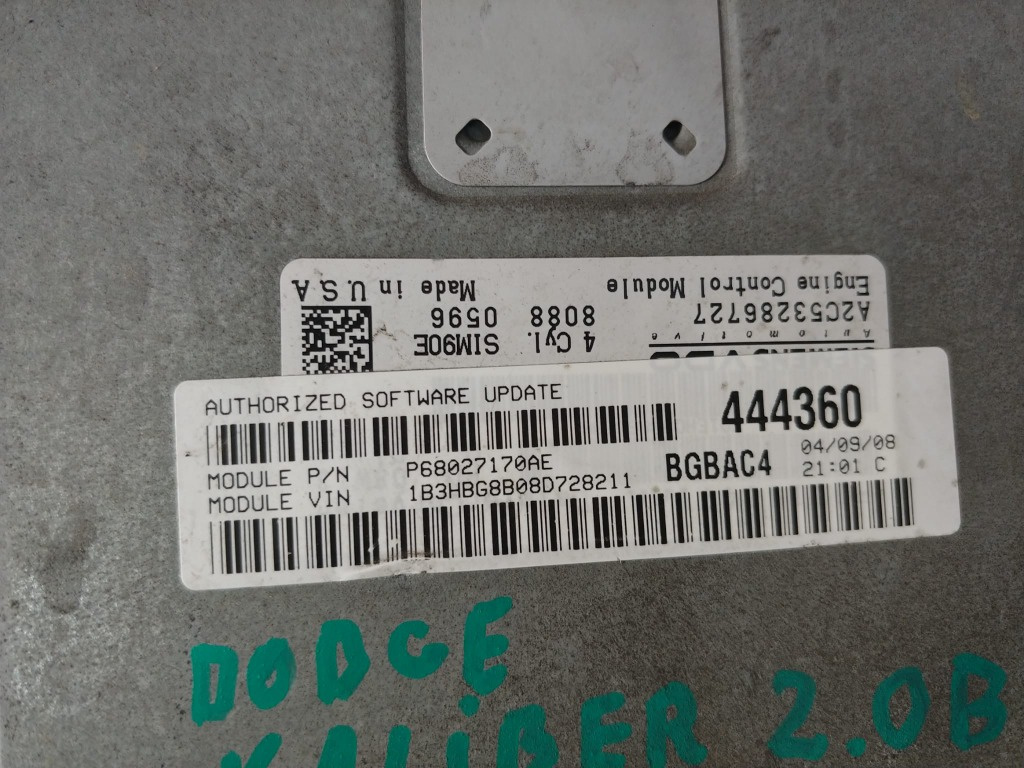 Engine Control Module Made in U.S.A
A2C53286727 8088 0596
Automotive 4 Cyl. SIM90E
AUTHORIZED SOFTWARE UPDATE
444360
MODULE P/N P68027170AE BGBAC4 04/09/08
MODULE VIN 1B3HBG8B08D728211 21:01 C
DODGE
KALiBER 2.0B